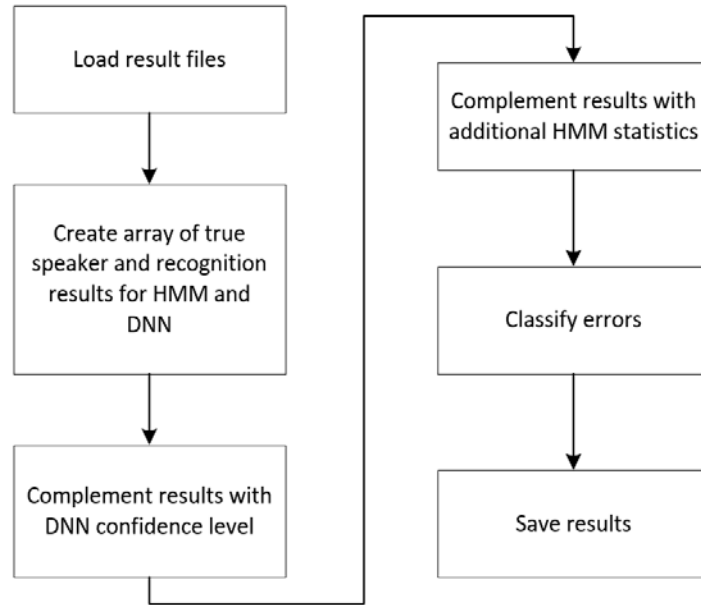 Load result files
Create array of true
speaker and recognition
results for HMM and
DNN
Complement results with
DNN confidence level
Complement results with
additional HMM statistics
Classify errors
Save results